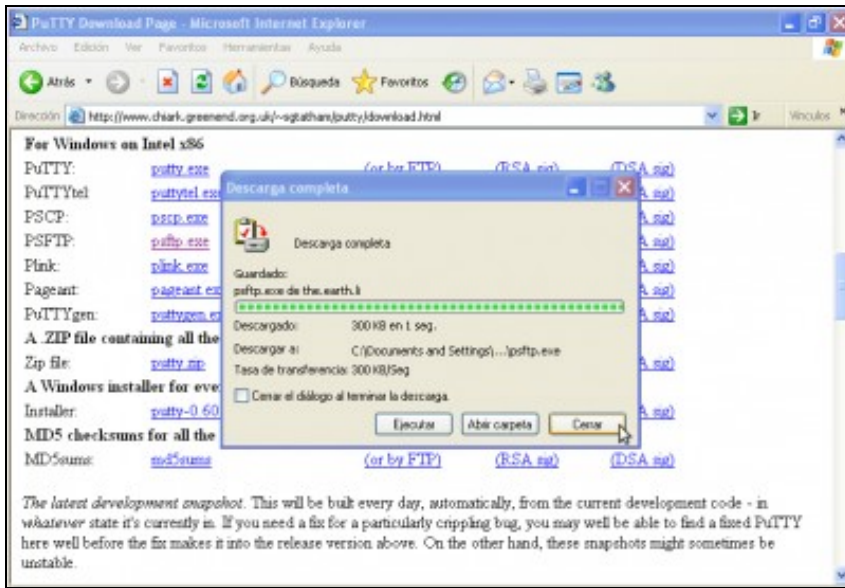 PuTTY Download Page - Microsoft Internet Explorer
Archivo Edición Ver Favoritos Herramientas Ayuda
Atrás Búsqueda Favoritos
Dirección http://www.chiark.greenend.org.uk/~sgtatham/putty/download.html Ir Vínculos
For Windows on Intel x86
PuTTY: putty.exe (or by FTP) (RSA sig) (DSA sig)
PuTTYtel puttytel.exe
PSCP: pscp.exe
PSFTP: psftp.exe
Plink: plink.exe
Pageant: pageant.ex
PuTTYgen: puttygen.ex
A .ZIP file containing all the
Zip file: putty.zip
A Windows installer for eve
Installer: putty-0.60
MD5 checksums for all the
MD5sums: md5sums (or by FTP) (RSA sig) (DSA sig)
Descarga completa
Descarga completa
Guardado:
psftp.exe de the.earth.li
Descargado: 300 KB en 1 seg.
Descargar a: C:\Documents and Settings\...\psftp.exe
Tasa de transferencia: 300 KB/Seg
Cerrar el diálogo al terminar la descarga.
Ejecutar Abrir carpeta Cerrar
The latest development snapshot. This will be built every day, automatically, from the current development code - in
whatever state it's currently in. If you need a fix for a particularly crippling bug, you may well be able to find a fixed PuTTY
here well before the fix makes it into the release version above. On the other hand, these snapshots might sometimes be
unstable.